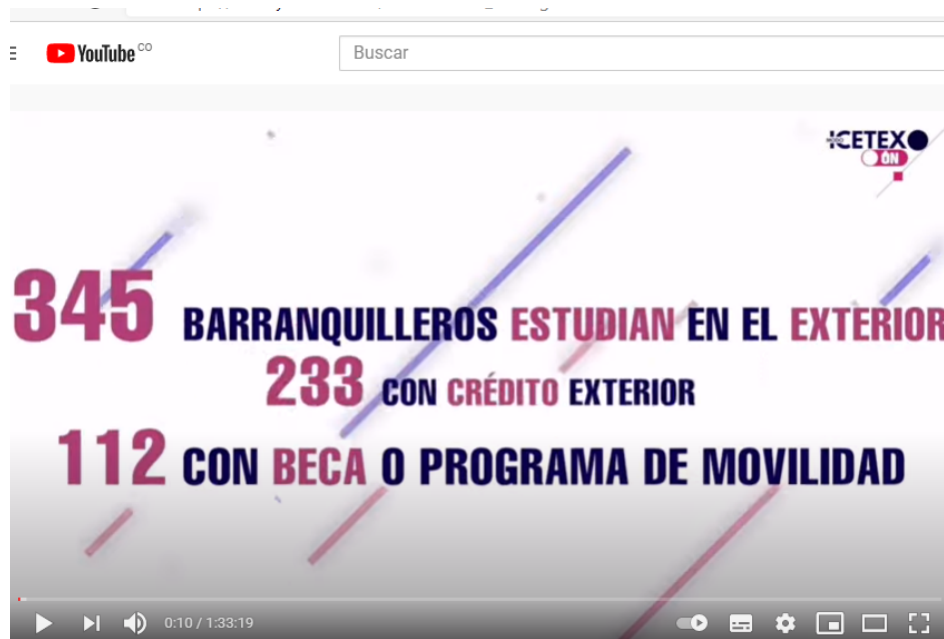 YouTube CO
Buscar
ICETEX
ON
345 BARRANQUILLEROS ESTUDIAN EN EL EXTERIOR
233 CON CRÉDITO EXTERIOR
112 CON BECA O PROGRAMA DE MOVILIDAD
0:10 / 1:33:19